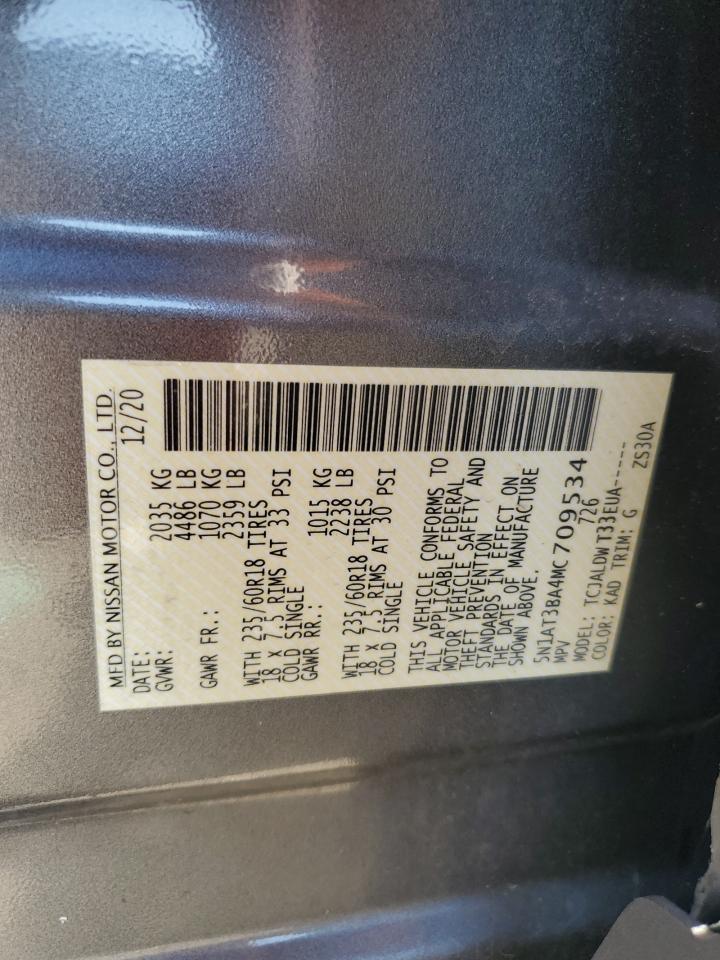 MFD BY NISSAN MOTOR CO., LTD.
DATE: 12/20
GVWR: 2035 KG
4486 LB
GAWR FR.: 1070 KG
2359 LB
WITH 235/60R18 TIRES
18 X 7.5 RIMS AT 33 PSI
COLD SINGLE
GAWR RR.: 1015 KG
2238 LB
WITH 235/60R18 TIRES
18 X 7.5 RIMS AT 30 PSI
COLD SINGLE
THIS VEHICLE CONFORMS TO
ALL APPLICABLE FEDERAL
MOTOR VEHICLE SAFETY AND
THEFT PREVENTION
STANDARDS IN EFFECT ON
THE DATE OF MANUFACTURE
SHOWN ABOVE.
5N1AT3BA4MC709534
MPV 726
MODEL: TCJALDWT33EUA-----
COLOR: KAD TRIM: G ZS30A